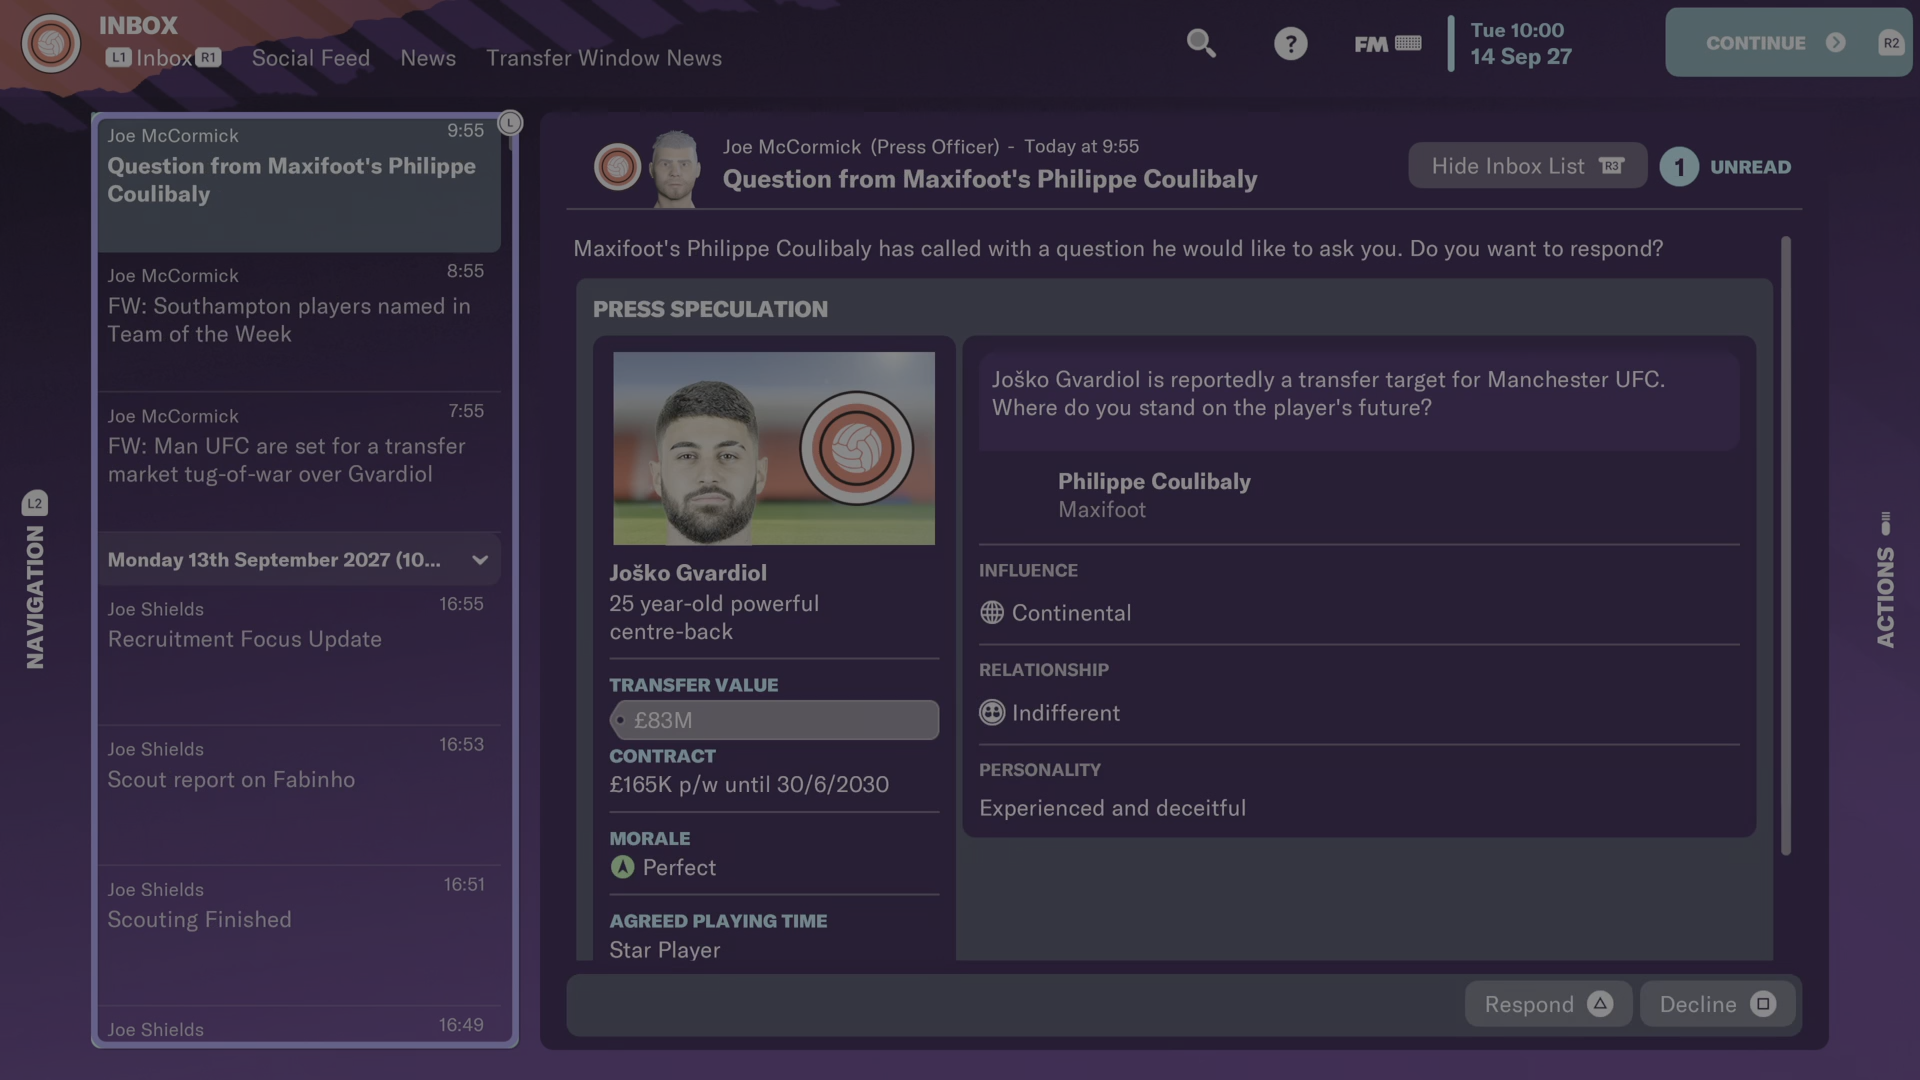 INBOX
L1 Inbox R1 Social Feed News Transfer Window News
?
FM
Tue 10:00
14 Sep 27
CONTINUE R2
L2
NAVIGATION
L
Joe McCormick 9:55
Question from Maxifoot's Philippe
Coulibaly
Joe McCormick 8:55
FW: Southampton players named in
Team of the Week
Joe McCormick 7:55
FW: Man UFC are set for a transfer
market tug-of-war over Gvardiol
Monday 13th September 2027 (10...
Joe Shields 16:55
Recruitment Focus Update
Joe Shields 16:53
Scout report on Fabinho
Joe Shields 16:51
Scouting Finished
Joe Shields 16:49
Joe McCormick (Press Officer) - Today at 9:55
Question from Maxifoot's Philippe Coulibaly
Hide Inbox List R3
1 UNREAD
Maxifoot's Philippe Coulibaly has called with a question he would like to ask you. Do you want to respond?
PRESS SPECULATION
Joško Gvardiol
25 year-old powerful
centre-back
TRANSFER VALUE
£83M
CONTRACT
£165K p/w until 30/6/2030
MORALE
Perfect
AGREED PLAYING TIME
Star Player
Joško Gvardiol is reportedly a transfer target for Manchester UFC.
Where do you stand on the player's future?
Philippe Coulibaly
Maxifoot
INFLUENCE
Continental
RELATIONSHIP
Indifferent
PERSONALITY
Experienced and deceitful
Respond
Decline
ACTIONS